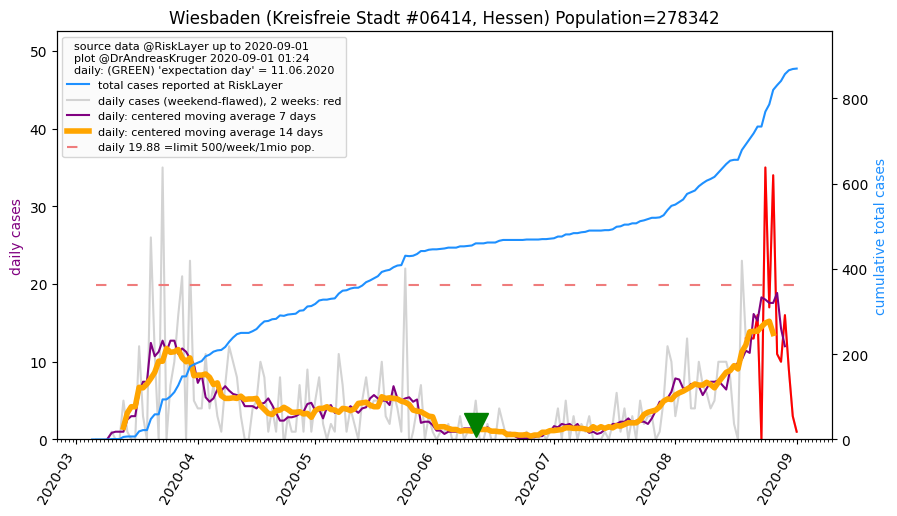 Wiesbaden (Kreisfreie Stadt #06414, Hessen) Population=278342
source data @RiskLayer up to 2020-09-01
plot @DrAndreasKruger 2020-09-01 01:24
daily: (GREEN) 'expectation day' = 11.06.2020
total cases reported at RiskLayer
daily cases (weekend-flawed), 2 weeks: red
daily: centered moving average 7 days
daily: centered moving average 14 days
daily 19.88 =limit 500/week/1mio pop.
daily cases
50
40
30
20
10
0
cumulative total cases
800
600
400
200
0
2020-03
2020-04
2020-05
2020-06
2020-07
2020-08
2020-09